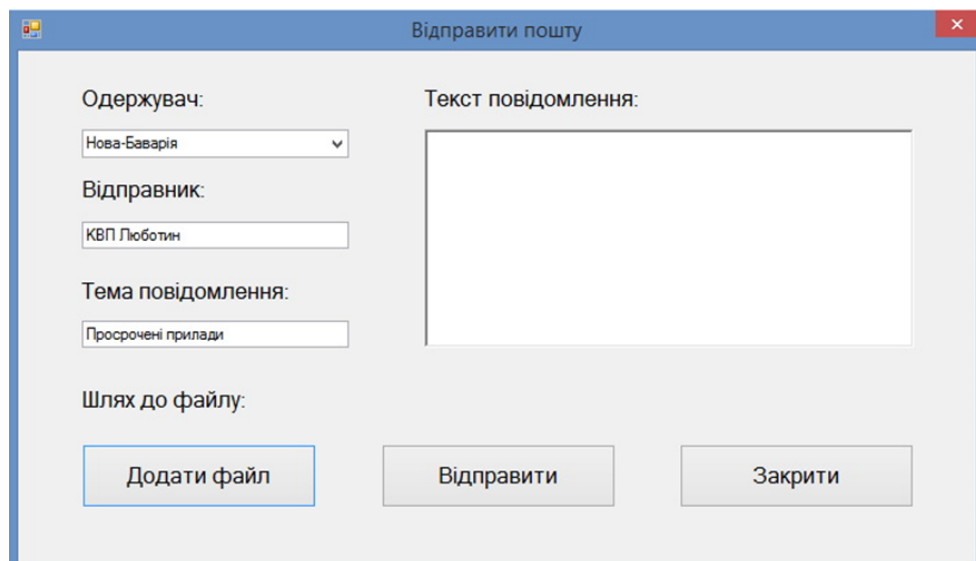 Відправити пошту
Одержувач:
Нова-Баварія
Відправник:
КВП Люботин
Тема повідомлення:
Просрочені прилади
Текст повідомлення:
Шлях до файлу:
Додати файл
Відправити
Закрити